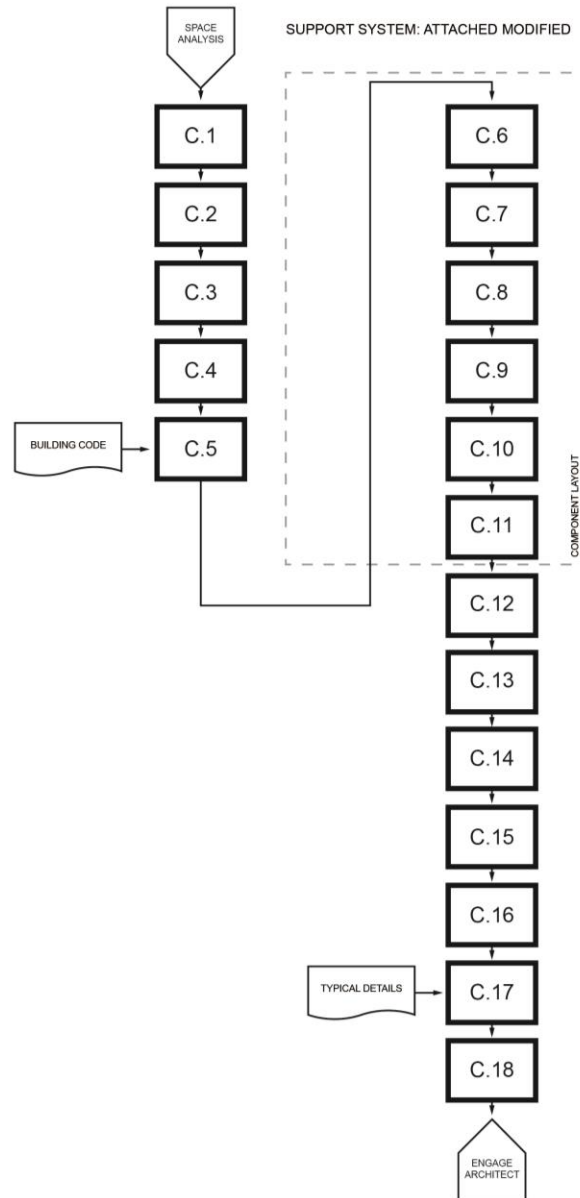 SPACE
ANALYSIS
SUPPORT SYSTEM: ATTACHED MODIFIED
C.1
C.2
C.3
C.4
BUILDING CODE
C.5
C.6
C.7
C.8
C.9
C.10
C.11
COMPONENT LAYOUT
C.12
C.13
C.14
C.15
C.16
TYPICAL DETAILS
C.17
C.18
ENGAGE
ARCHITECT